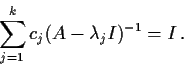 \sum_{j=1}^{k} c_j (A - \lambda_j I)^{-1} = I .